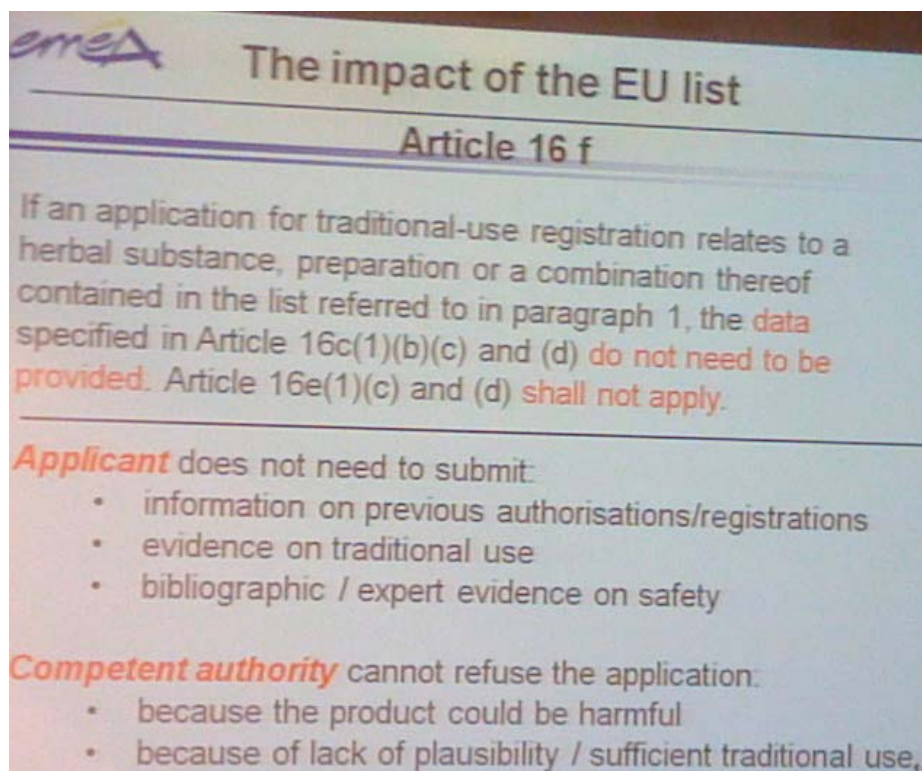 emeA
The impact of the EU list
Article 16 f
If an application for traditional-use registration relates to a
herbal substance, preparation or a combination thereof
contained in the list referred to in paragraph 1, the data
specified in Article 16c(1)(b)(c) and (d) do not need to be
provided. Article 16e(1)(c) and (d) shall not apply.
Applicant does not need to submit:
• information on previous authorisations/registrations
• evidence on traditional use
• bibliographic / expert evidence on safety
Competent authority cannot refuse the application:
• because the product could be harmful
• because of lack of plausibility / sufficient traditional use,